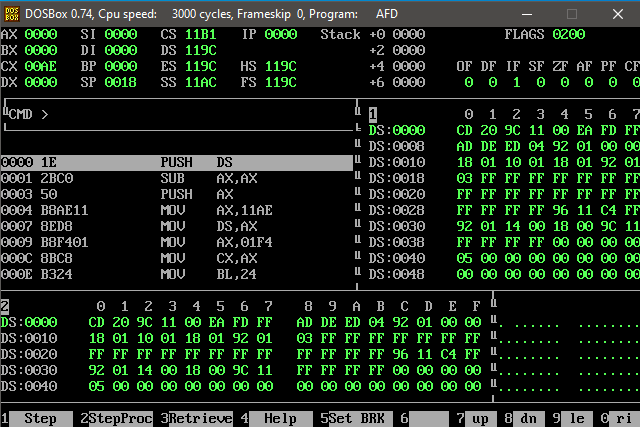 DOSBox 0.74, Cpu speed: 3000 cycles, Frameskip 0, Program: AFD
AX 0000 SI 0000 CS 11B1 IP 0000 Stack +0 0000 FLAGS 0200
BX 0000 DI 0000 DS 119C +2 0000
CX 00AE BP 0000 ES 119C HS 119C +4 0000 OF DF IF SF ZF AF PF CF
DX 0000 SP 0018 SS 11AC FS 119C +6 0000 0 0 1 0 0 0 0 0
CMD >
1 0 1 2 3 4 5 6 7
DS:0000 CD 20 9C 11 00 EA FD FF
DS:0008 AD DE ED 04 92 01 00 00
DS:0010 18 01 10 01 18 01 92 01
DS:0018 03 FF FF FF FF FF FF FF
DS:0020 FF FF FF FF FF FF FF FF
DS:0028 FF FF FF FF 96 11 C4 FF
DS:0030 92 01 14 00 18 00 9C 11
DS:0038 FF FF FF FF 00 00 00 00
DS:0040 05 00 00 00 00 00 00 00
DS:0048 00 00 00 00 00 00 00 00
0000 1E PUSH DS
0001 2BC0 SUB AX,AX
0003 50 PUSH AX
0004 B8AE11 MOV AX,11AE
0007 8ED8 MOV DS,AX
0009 B8F401 MOV AX,01F4
000C 8BC8 MOV CX,AX
000E B324 MOV BL,24
2 0 1 2 3 4 5 6 7 8 9 A B C D E F
DS:0000 CD 20 9C 11 00 EA FD FF AD DE ED 04 92 01 00 00
DS:0010 18 01 10 01 18 01 92 01 03 FF FF FF FF FF FF FF
DS:0020 FF FF FF FF FF FF FF FF FF FF FF FF 96 11 C4 FF
DS:0030 92 01 14 00 18 00 9C 11 FF FF FF FF 00 00 00 00
DS:0040 05 00 00 00 00 00 00 00 00 00 00 00 00 00 00 00
1 Step 2 StepProc 3 Retrieve 4 Help 5 Set BRK 6 7 up 8 dn 9 le 0 ri